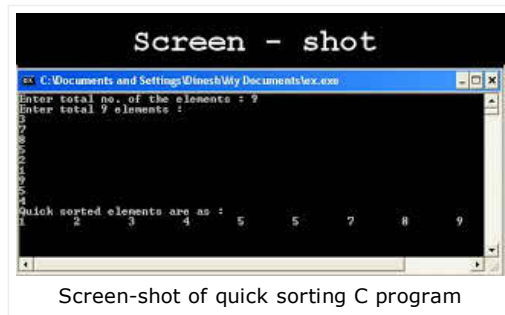 Screen - shot
C:\Documents and Settings\Dinesh\My Documents\ex.exe
Enter total no. of the elements : 9
Enter total 9 elements :
3
7
8
5
2
1
9
5
4
Quick sorted elements are as :
1 2 3 4 5 5 7 8 9
Screen-shot of quick sorting C program